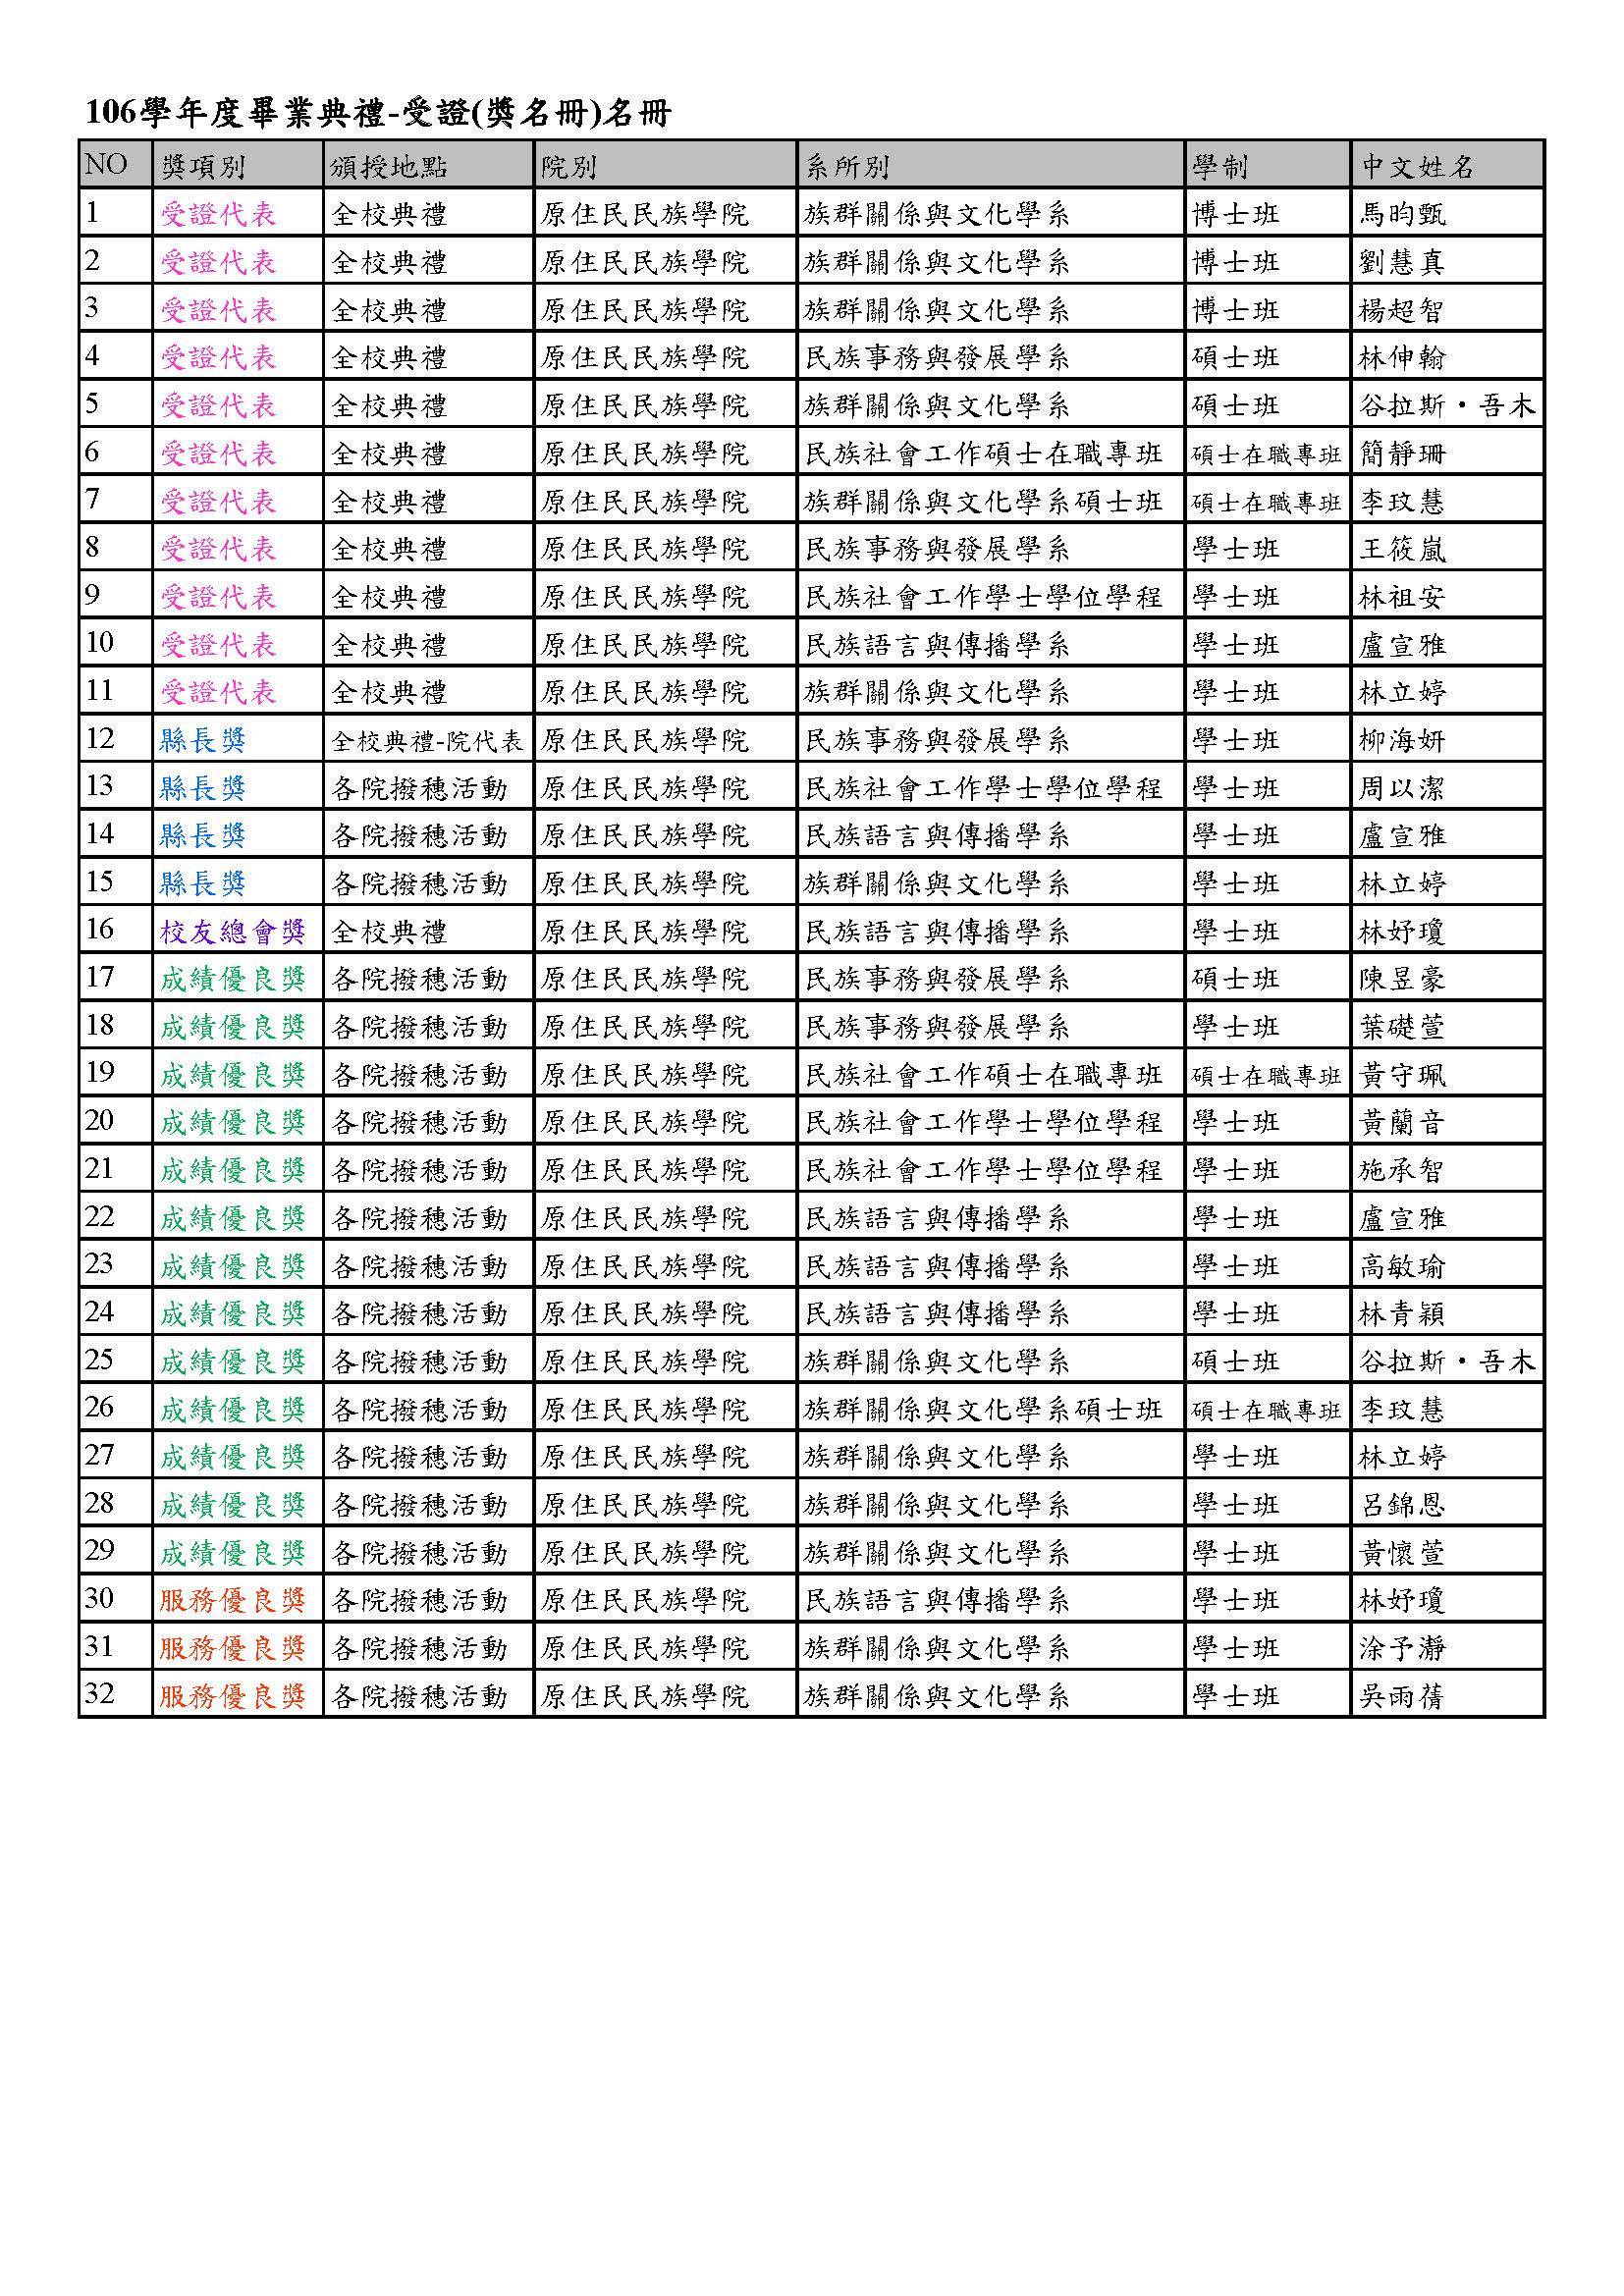 106學年度畢業典禮-受證(獎名冊)名冊
NO 獎項別 頒授地點 院別 系所別 學制 中文姓名
1 受證代表 全校典禮 原住民民族學院 族群關係與文化學系 博士班 馬昀甄
2 受證代表 全校典禮 原住民民族學院 族群關係與文化學系 博士班 劉慧真
3 受證代表 全校典禮 原住民民族學院 族群關係與文化學系 博士班 楊超智
4 受證代表 全校典禮 原住民民族學院 民族事務與發展學系 碩士班 林伸翰
5 受證代表 全校典禮 原住民民族學院 族群關係與文化學系 碩士班 谷拉斯·吾木
6 受證代表 全校典禮 原住民民族學院 民族社會工作碩士在職專班 碩士在職專班 簡靜珊
7 受證代表 全校典禮 原住民民族學院 族群關係與文化學系碩士班 碩士在職專班 李玟慧
8 受證代表 全校典禮 原住民民族學院 民族事務與發展學系 學士班 王筱嵐
9 受證代表 全校典禮 原住民民族學院 民族社會工作學士學位學程 學士班 林祖安
10 受證代表 全校典禮 原住民民族學院 民族語言與傳播學系 學士班 盧宣雅
11 受證代表 全校典禮 原住民民族學院 族群關係與文化學系 學士班 林立婷
12 縣長獎 全校典禮-院代表 原住民民族學院 民族事務與發展學系 學士班 柳海妍
13 縣長獎 各院撥穗活動 原住民民族學院 民族社會工作學士學位學程 學士班 周以潔
14 縣長獎 各院撥穗活動 原住民民族學院 民族語言與傳播學系 學士班 盧宣雅
15 縣長獎 各院撥穗活動 原住民民族學院 族群關係與文化學系 學士班 林立婷
16 校友總會獎 全校典禮 原住民民族學院 民族語言與傳播學系 學士班 林妤瓊
17 成績優良獎 各院撥穗活動 原住民民族學院 民族事務與發展學系 碩士班 陳昱豪
18 成績優良獎 各院撥穗活動 原住民民族學院 民族事務與發展學系 學士班 葉礎萱
19 成績優良獎 各院撥穗活動 原住民民族學院 民族社會工作碩士在職專班 碩士在職專班 黃守珮
20 成績優良獎 各院撥穗活動 原住民民族學院 民族社會工作學士學位學程 學士班 黃蘭音
21 成績優良獎 各院撥穗活動 原住民民族學院 民族社會工作學士學位學程 學士班 施承智
22 成績優良獎 各院撥穗活動 原住民民族學院 民族語言與傳播學系 學士班 盧宣雅
23 成績優良獎 各院撥穗活動 原住民民族學院 民族語言與傳播學系 學士班 高敏瑜
24 成績優良獎 各院撥穗活動 原住民民族學院 民族語言與傳播學系 學士班 林青穎
25 成績優良獎 各院撥穗活動 原住民民族學院 族群關係與文化學系 碩士班 谷拉斯·吾木
26 成績優良獎 各院撥穗活動 原住民民族學院 族群關係與文化學系碩士班 碩士在職專班 李玟慧
27 成績優良獎 各院撥穗活動 原住民民族學院 族群關係與文化學系 學士班 林立婷
28 成績優良獎 各院撥穗活動 原住民民族學院 族群關係與文化學系 學士班 呂錦恩
29 成績優良獎 各院撥穗活動 原住民民族學院 族群關係與文化學系 學士班 黃懷萱
30 服務優良獎 各院撥穗活動 原住民民族學院 民族語言與傳播學系 學士班 林妤瓊
31 服務優良獎 各院撥穗活動 原住民民族學院 族群關係與文化學系 學士班 涂予瀞
32 服務優良獎 各院撥穗活動 原住民民族學院 族群關係與文化學系 學士班 吳雨蒨